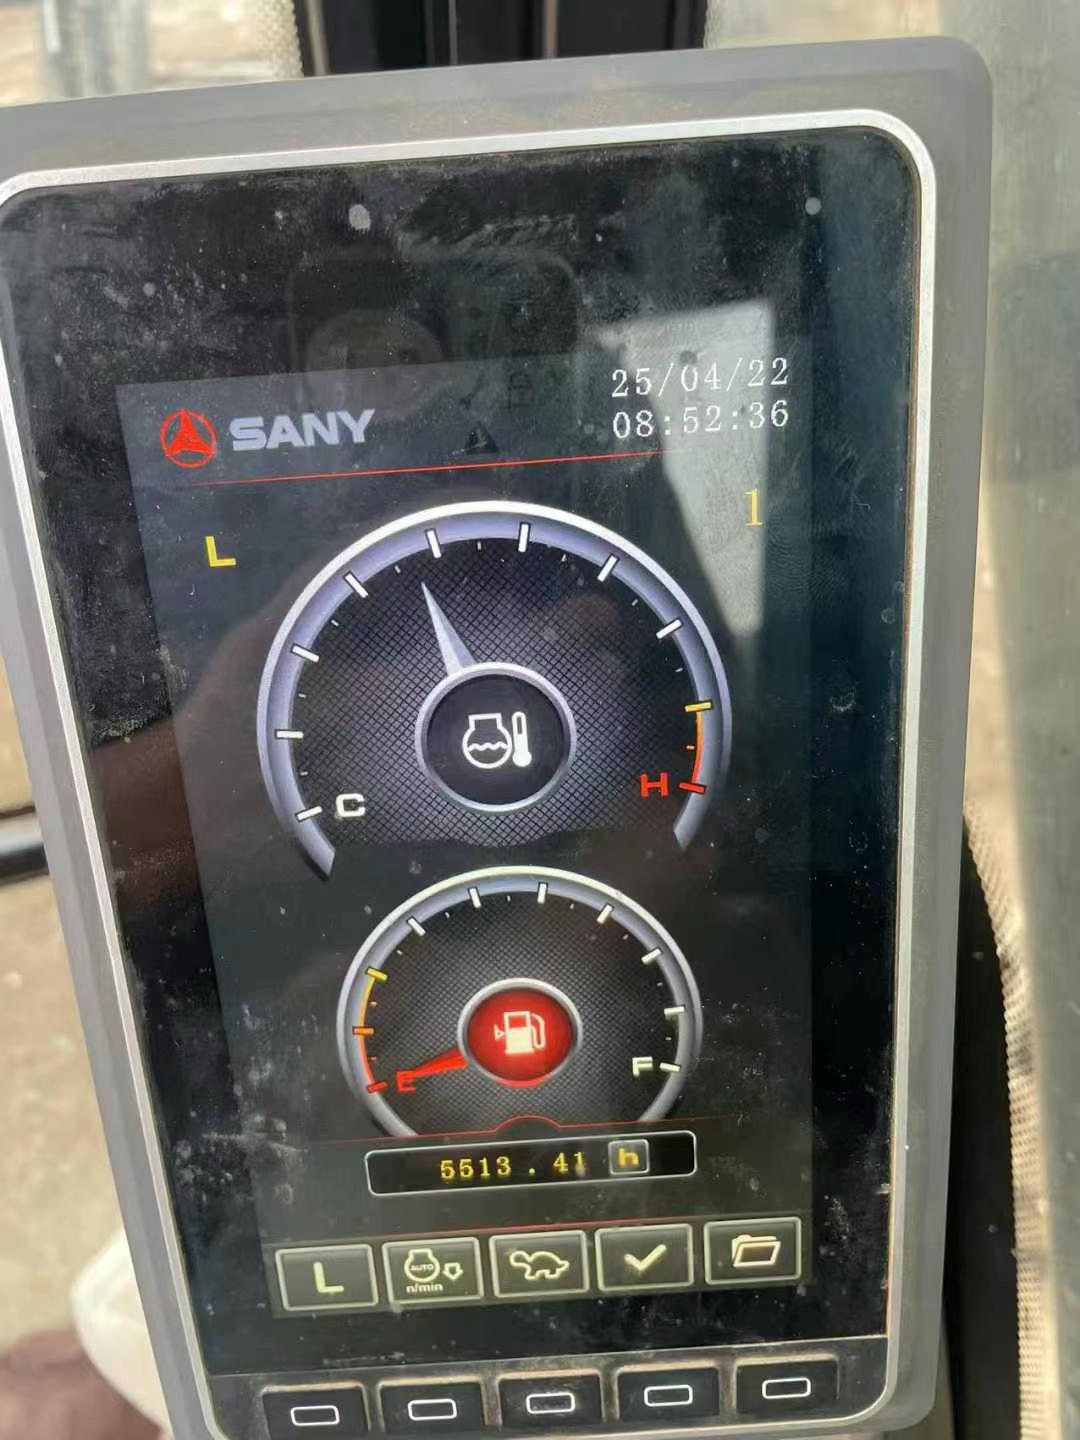 25/04/22
SANY
08:52:36
1
L
C
H
E
F
5513.41 h
L
AUTO
n/min